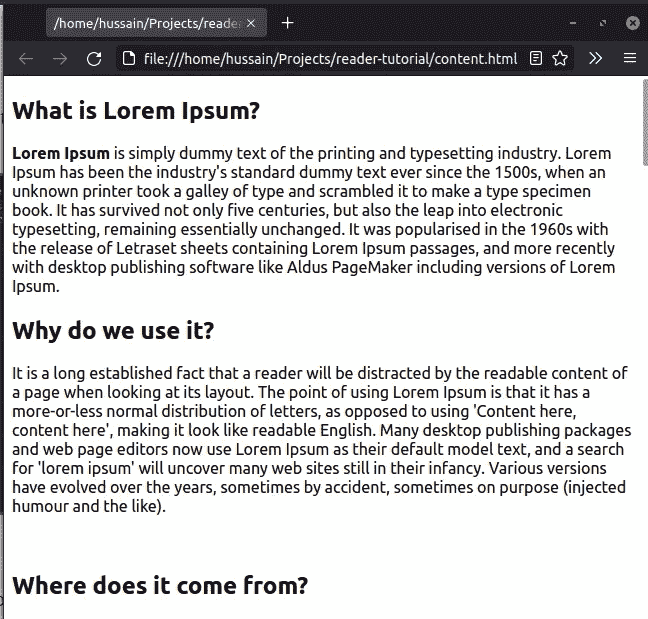 /home/hussain/Projects/reade
file:///home/hussain/Projects/reader-tutorial/content.html
What is Lorem Ipsum?
Lorem Ipsum is simply dummy text of the printing and typesetting industry. Lorem
Ipsum has been the industry's standard dummy text ever since the 1500s, when an
unknown printer took a galley of type and scrambled it to make a type specimen
book. It has survived not only five centuries, but also the leap into electronic
typesetting, remaining essentially unchanged. It was popularised in the 1960s with
the release of Letraset sheets containing Lorem Ipsum passages, and more recently
with desktop publishing software like Aldus PageMaker including versions of Lorem
Ipsum.
Why do we use it?
It is a long established fact that a reader will be distracted by the readable content of
a page when looking at its layout. The point of using Lorem Ipsum is that it has a
more-or-less normal distribution of letters, as opposed to using 'Content here,
content here', making it look like readable English. Many desktop publishing packages
and web page editors now use Lorem Ipsum as their default model text, and a search
for 'lorem ipsum' will uncover many web sites still in their infancy. Various versions
have evolved over the years, sometimes by accident, sometimes on purpose (injected
humour and the like).
Where does it come from?